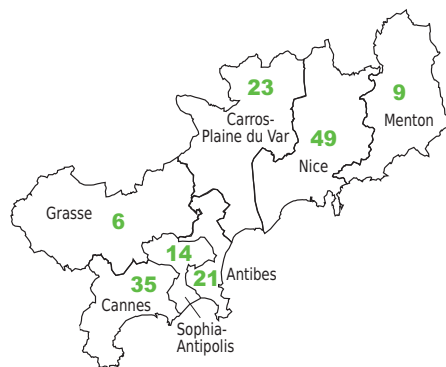 23
Carros-
Plaine du Var
9
Menton
49
Nice
Grasse
6
14
21
Antibes
35
Cannes
Sophia-
Antipolis